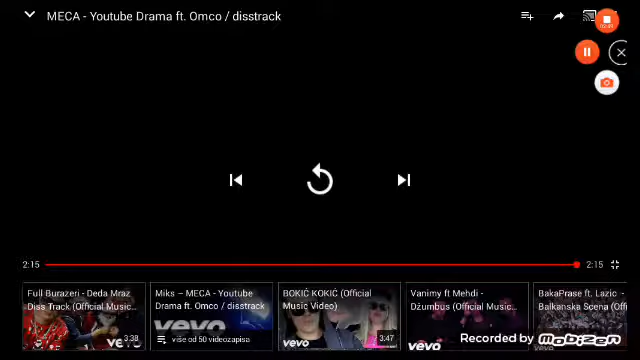 MECA - Youtube Drama ft. Omco / disstrack
2:15
2:15
Full Burazeri - Deda Mraz
Diss Track (Official Music...
3:38
Miks – MECA - Youtube
Drama ft. Omco / disstrack
vevo
više od 50 videozapisa
BOKIĆ KOKIĆ (Official
Music Video)
vevo
3:47
Vanimy ft Mehdi -
Džumbus (Official Music...
vevo
BakaPrase ft. Lazic -
Balkanska Scena (Off
Recorded by Mobizen